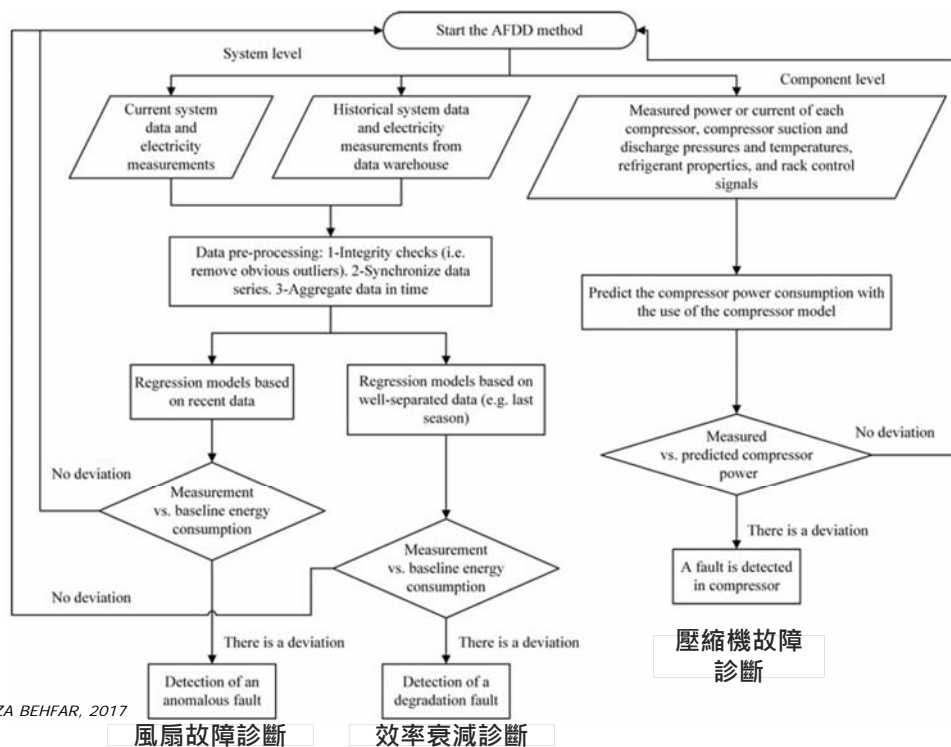 Start the AFDD method
System level
Component level
Current system
data and
electricity
measurements
Historical system data
and electricity
measurements from
data warehouse
Measured power or current of each
compressor, compressor suction and
discharge pressures and temperatures,
refrigerant properties, and rack control
signals
Data pre-processing: 1-Integrity checks (i.e.
remove obvious outliers). 2-Synchronize data
series. 3-Aggregate data in time
Predict the compressor power consumption with
the use of the compressor model
Regression models based
on recent data
Regression models based on
well-separated data (e.g. last
season)
Measured
vs. predicted compressor
power
No deviation
No deviation
Measurement
vs. baseline energy
consumption
There is a deviation
Measurement
vs. baseline energy
consumption
A fault is detected
in compressor
No deviation
There is a deviation
There is a deviation
壓縮機故障
診斷
Detection of an
anomalous fault
Detection of a
degradation fault
ZA BEHFAR, 2017
風扇故障診斷
效率衰減診斷